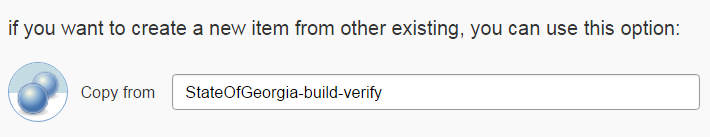 if you want to create a new item from other existing, you can use this option:
Copy from StateOfGeorgia-build-verify